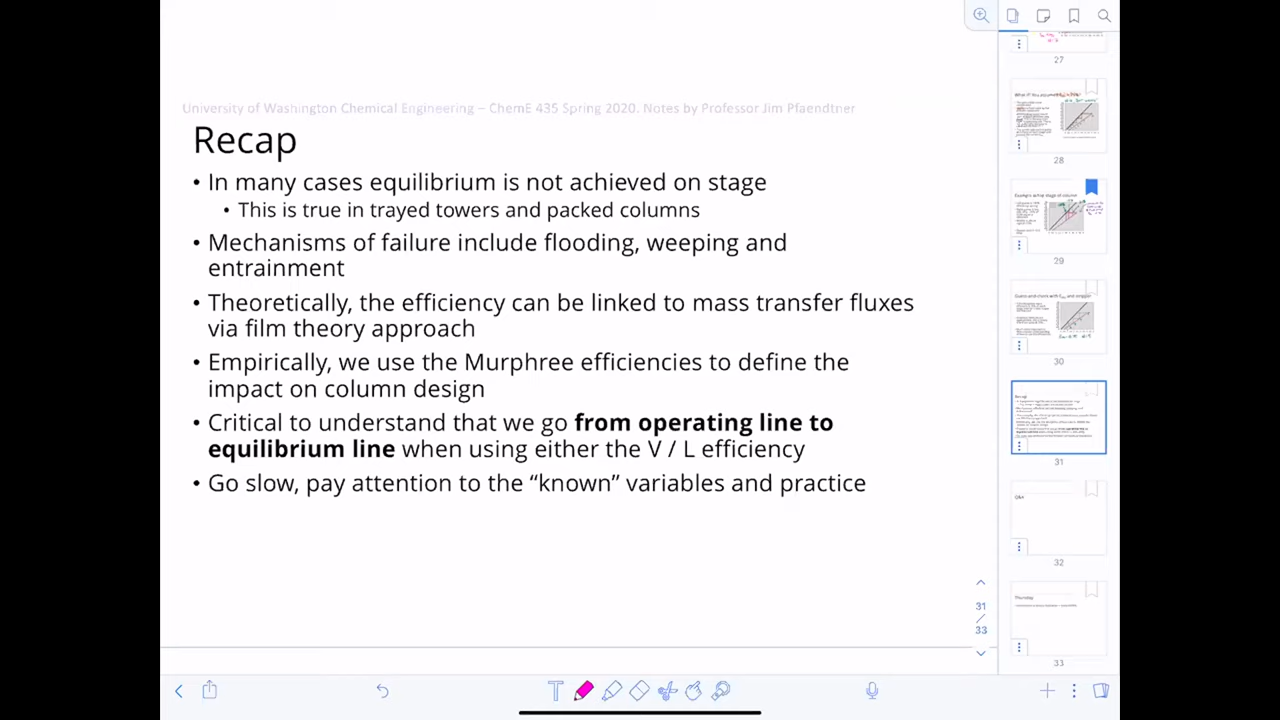 University of Washington Chemical Engineering – ChemE 435 Spring 2020. Notes by Professor Jim Pfaendtner
Recap
• In many cases equilibrium is not achieved on stage
• This is true in trayed towers and packed columns
• Mechanisms of failure include flooding, weeping and
entrainment
• Theoretically, the efficiency can be linked to mass transfer fluxes
via film theory approach
• Empirically, we use the Murphree efficiencies to define the
impact on column design
• Critical to understand that we go from operating line to
equilibrium line when using either the V / L efficiency
• Go slow, pay attention to the “known” variables and practice
31
/
33
27
28
29
30
Recap
31
Q&A
32
Thursday
33
T